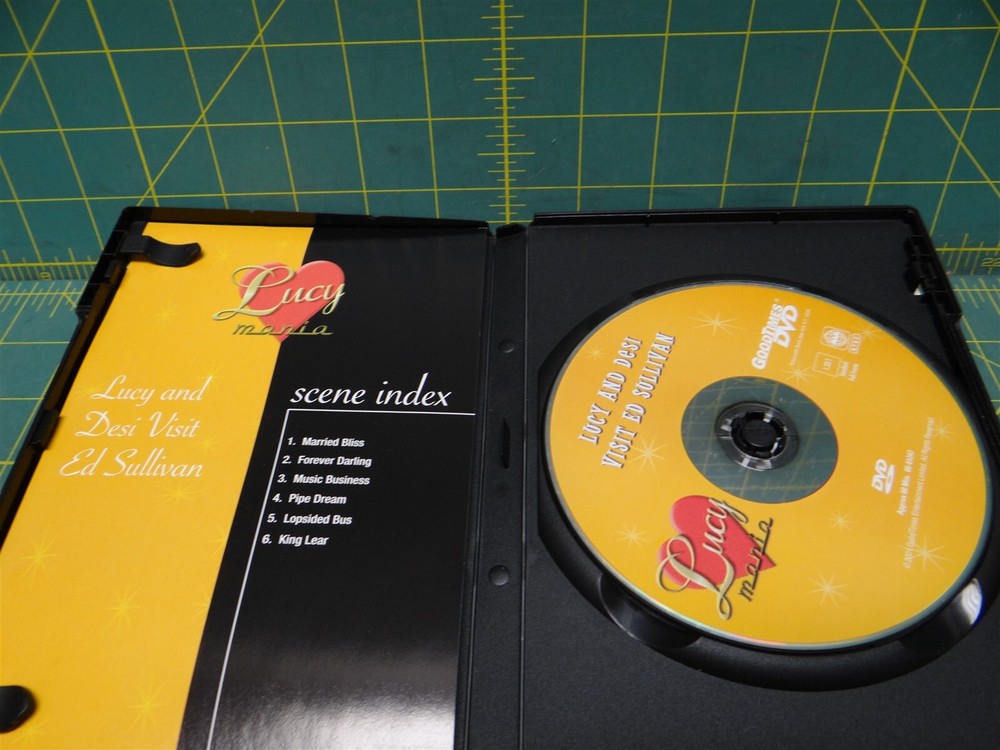 Lucy
mania
Lucy and
Desi Visit
Ed Sullivan
scene index
1. Married Bliss
2. Forever Darling
3. Music Business
4. Pipe Dream
5. Lopsided Bus
6. King Lear
LUCY AND DESI
VISIT ED SULLIVAN
GOODTIMES
DVD
DVD
Lucy
mania
8